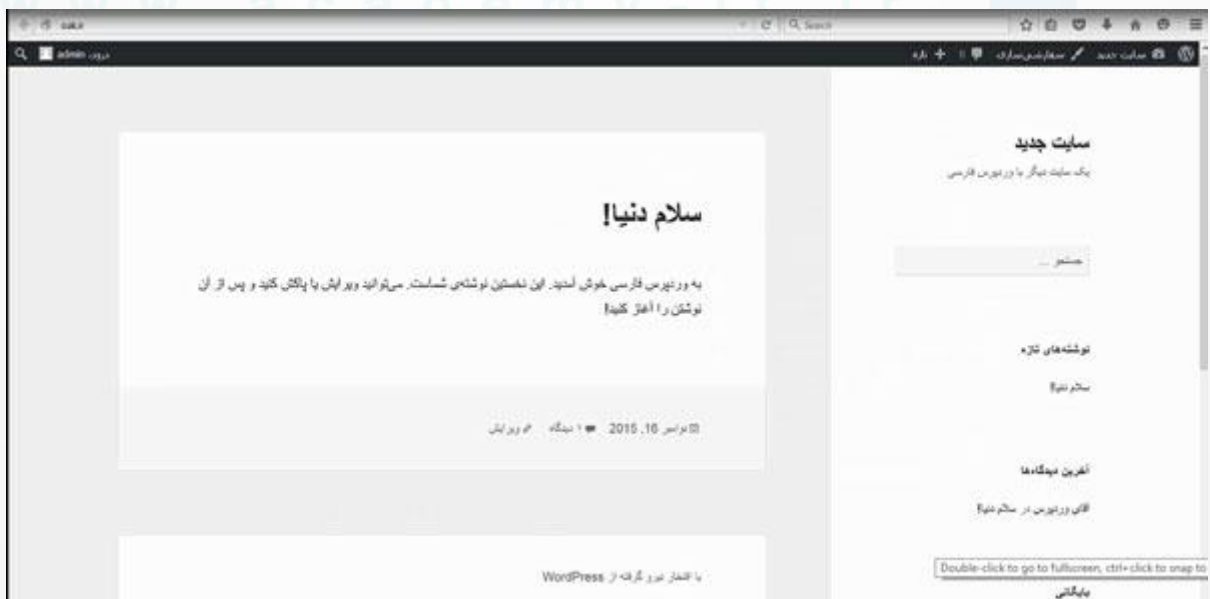 Search
درود، admin
سایت جدید
سفارشی‌سازی
تازه
سایت جدید
یک سایت دیگر با وردپرس فارسی
سلام دنیا!
جستجو …
به وردپرس فارسی خوش آمدید. این نخستین نوشته‌ی شماست. می‌توانید ویرایش یا پاکش کنید و پس از آن
نوشتن را آغاز کنید!
نوشته‌های تازه
سلام دنیا!
نوامبر 16, 2015 ۱ دیدگاه ویرایش
آخرین دیدگاه‌ها
آقای وردپرس در سلام دنیا!
با افتخار نیرو گرفته از WordPress
Double-click to go to fullscreen, ctrl+click to snap to
بایگانی